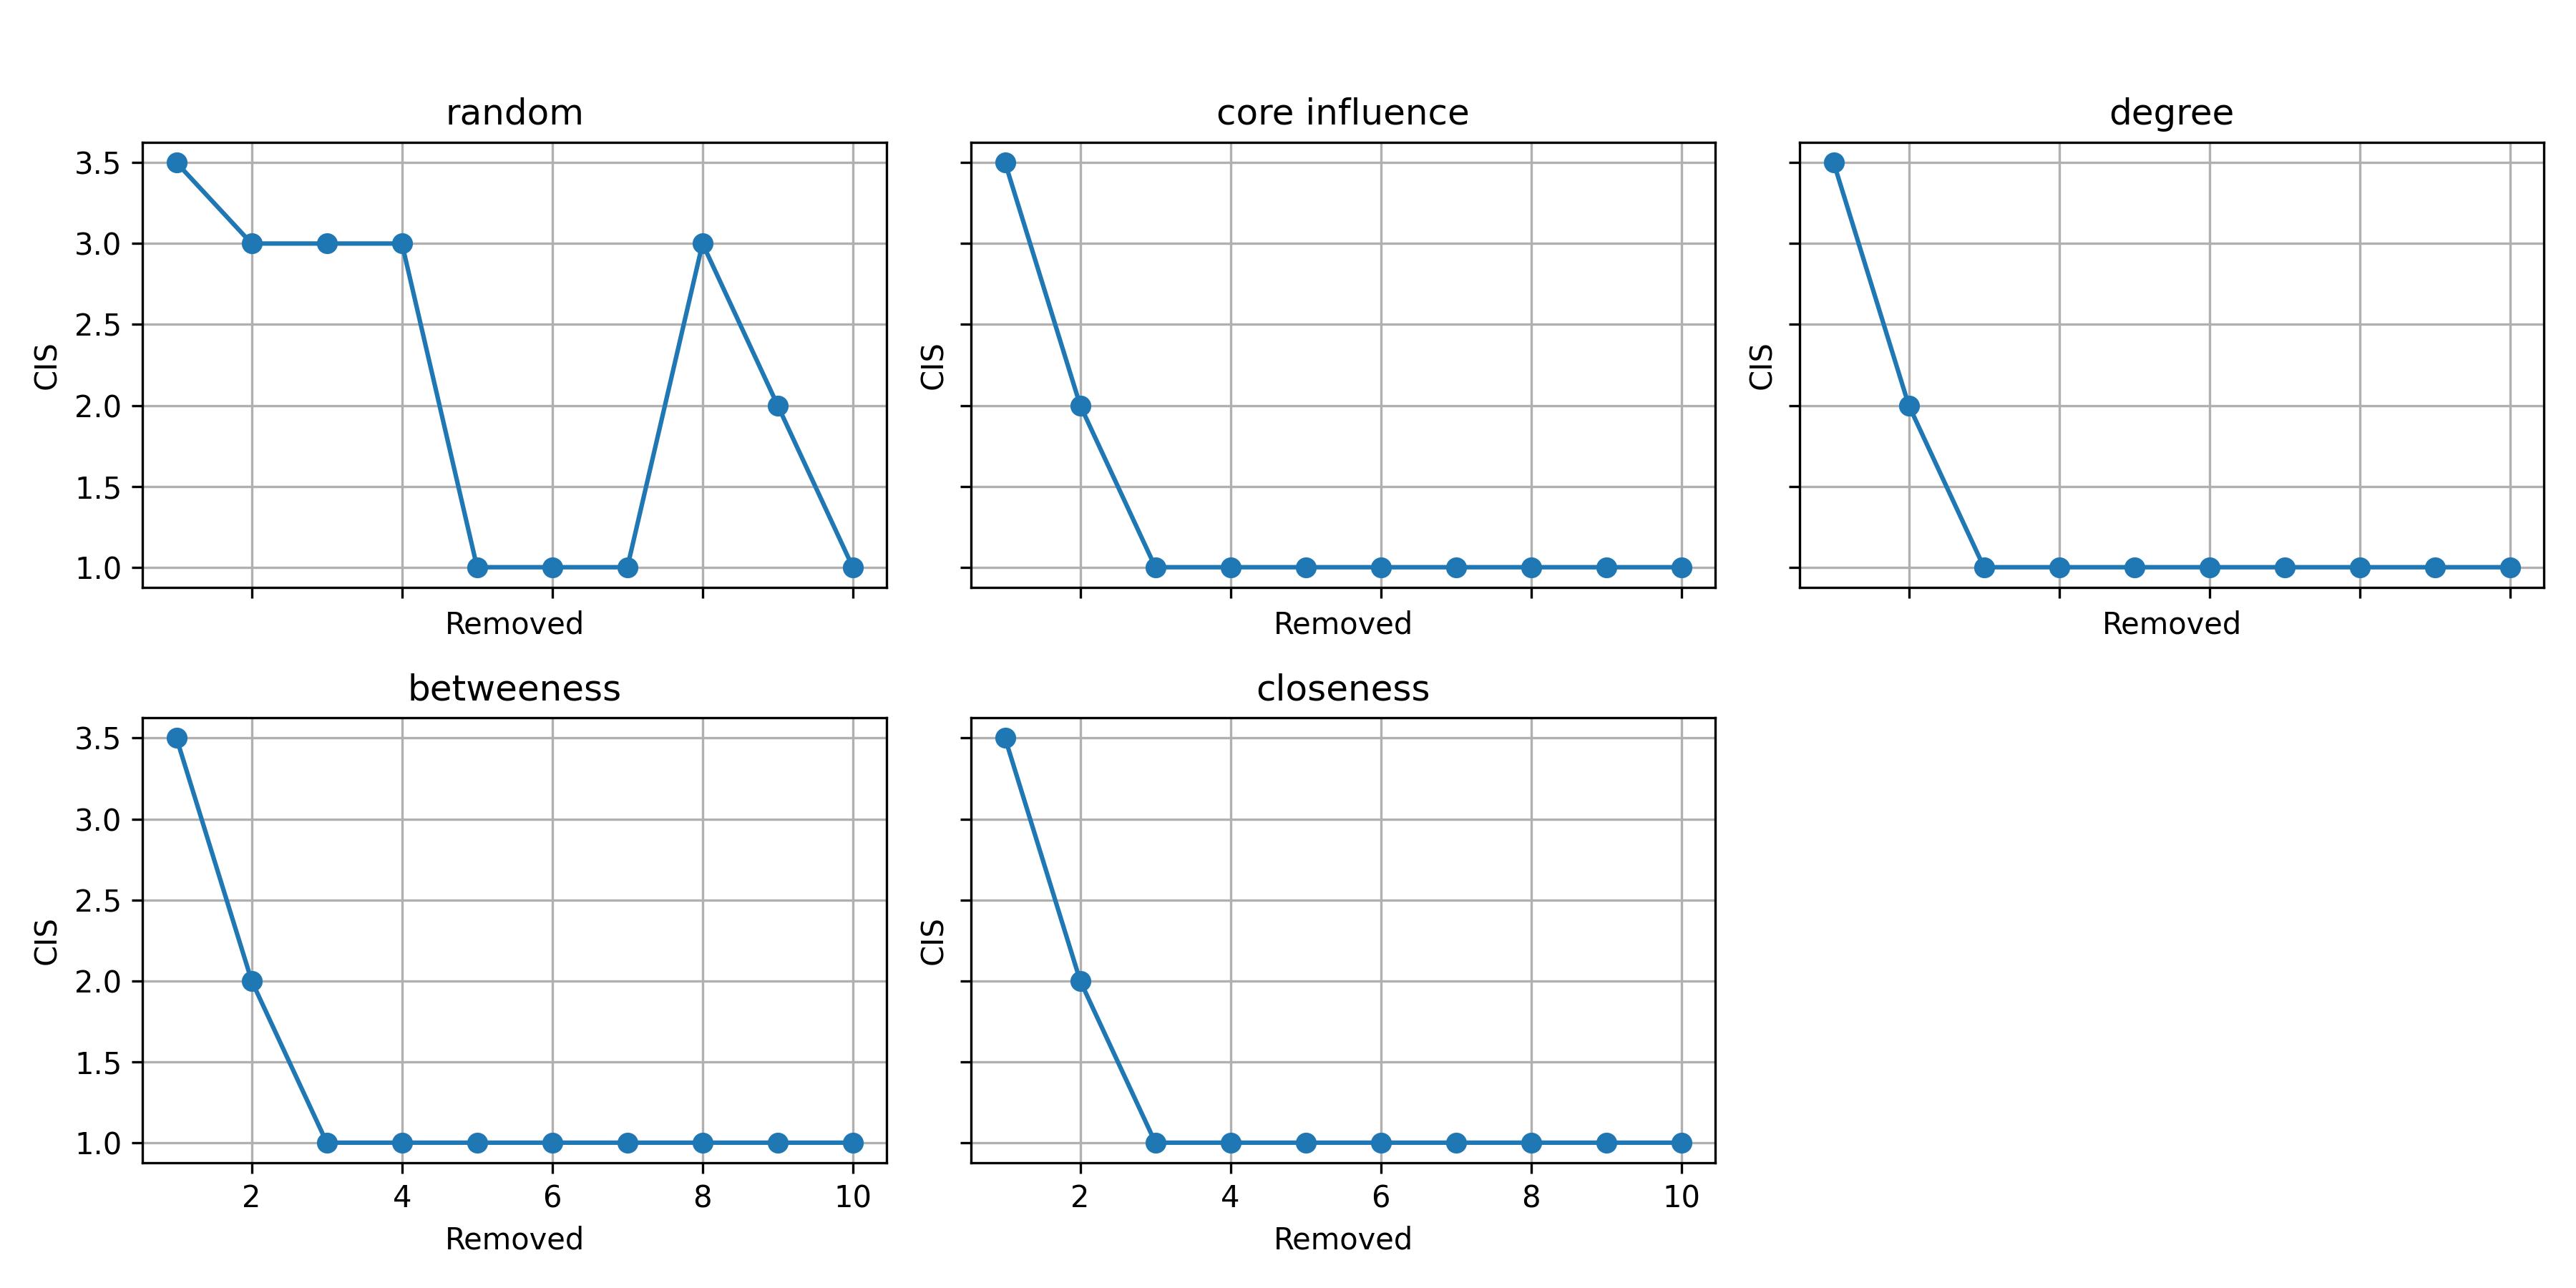 random
3.5
3.0
2.5
2.0
1.5
1.0
CIS
Removed
core influence
CIS
Removed
degree
CIS
Removed
betweeness
3.5
3.0
2.5
2.0
1.5
1.0
CIS
2 4 6 8 10
Removed
closeness
CIS
2 4 6 8 10
Removed